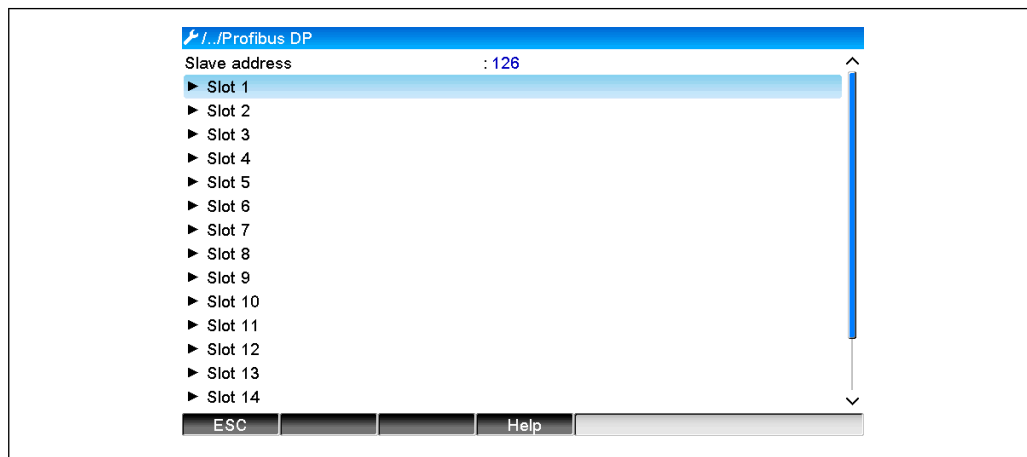 /../Profibus DP
Slave address : 126
► Slot 1
► Slot 2
► Slot 3
► Slot 4
► Slot 5
► Slot 6
► Slot 7
► Slot 8
► Slot 9
► Slot 10
► Slot 11
► Slot 12
► Slot 13
► Slot 14
ESC Help